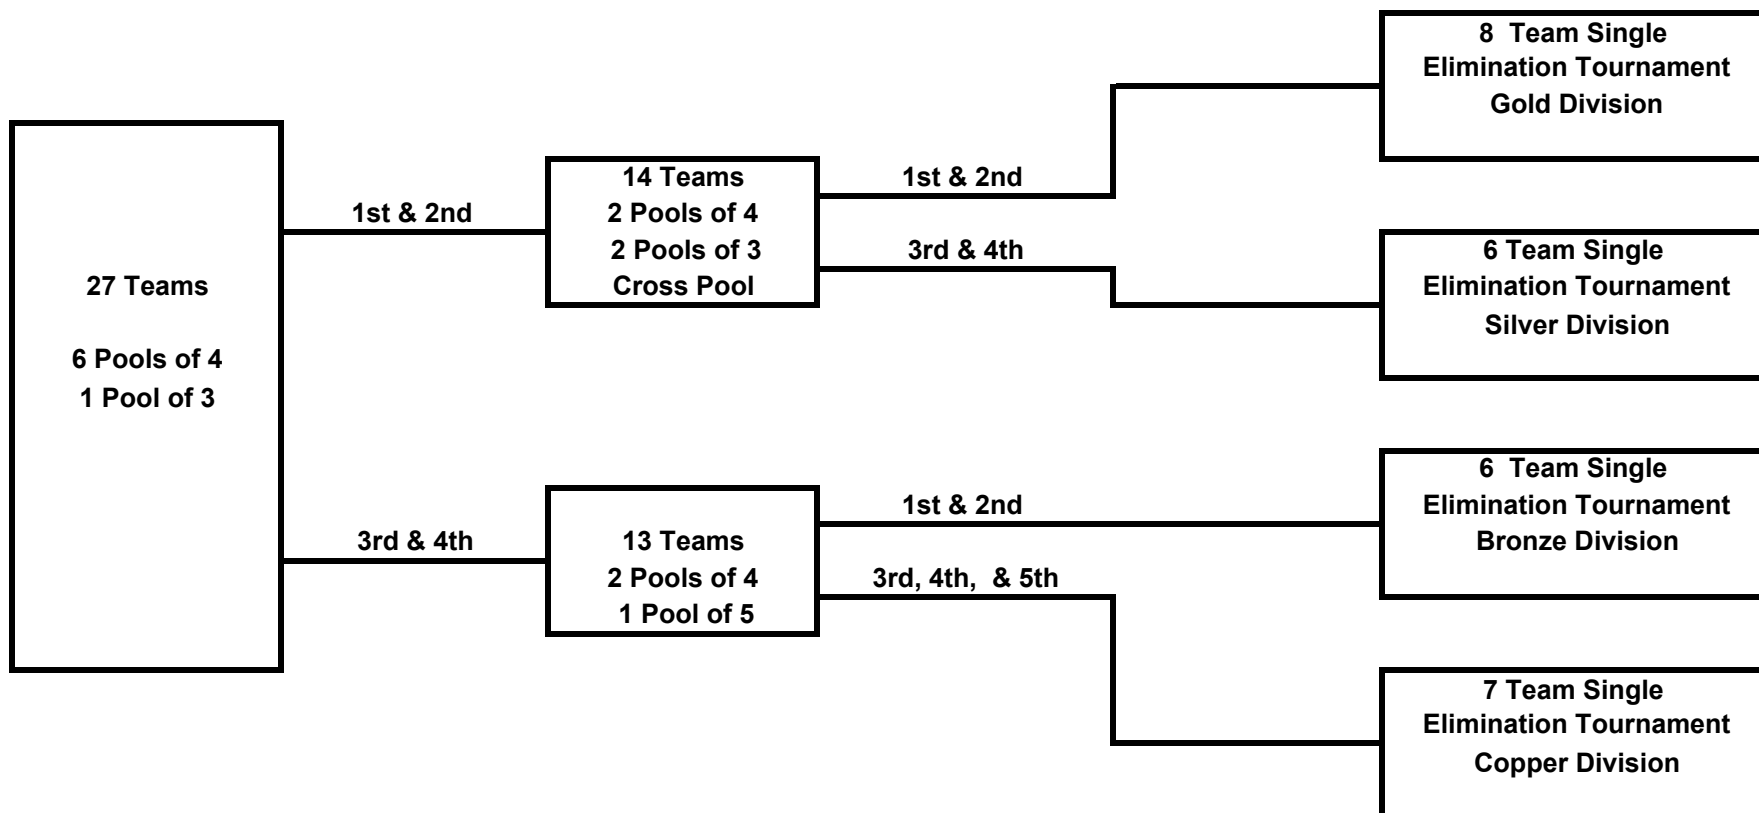 27 Teams
6 Pools of 4
1 Pool of 3
1st & 2nd
3rd & 4th
14 Teams
2 Pools of 4
2 Pools of 3
Cross Pool
13 Teams
2 Pools of 4
1 Pool of 5
1st & 2nd
3rd & 4th
1st & 2nd
3rd, 4th, & 5th
8 Team Single
Elimination Tournament
Gold Division
6 Team Single
Elimination Tournament
Silver Division
6 Team Single
Elimination Tournament
Bronze Division
7 Team Single
Elimination Tournament
Copper Division